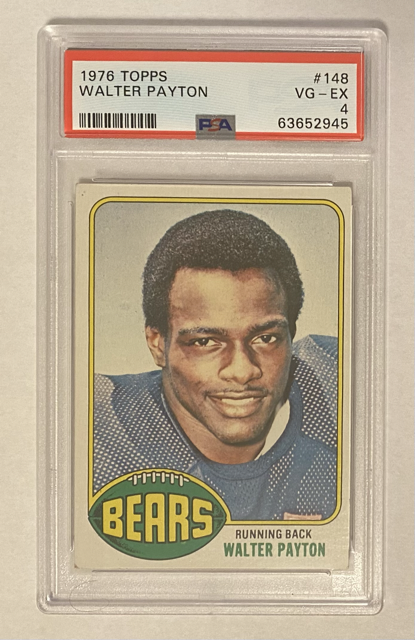 1976 TOPPS #148
WALTER PAYTON VG-EX
4
PSA 63652945
BEARS
RUNNING BACK
WALTER PAYTON